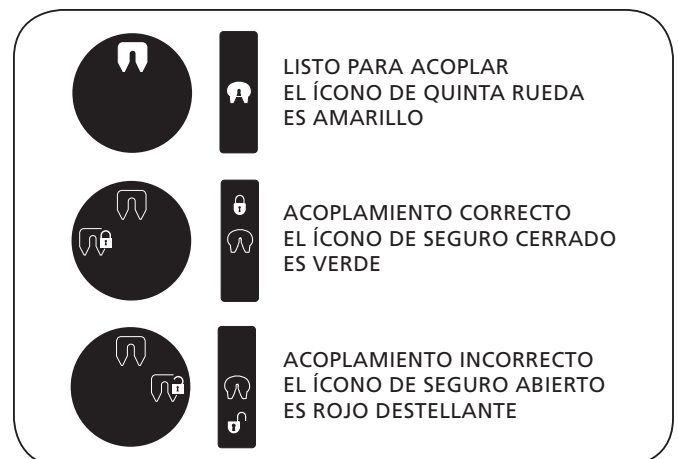 LISTO PARA ACOPLAR
EL ÍCONO DE QUINTA RUEDA
ES AMARILLO
ACOPLAMIENTO CORRECTO
EL ÍCONO DE SEGURO CERRADO
ES VERDE
ACOPLAMIENTO INCORRECTO
EL ÍCONO DE SEGURO ABIERTO
ES ROJO DESTELLANTE